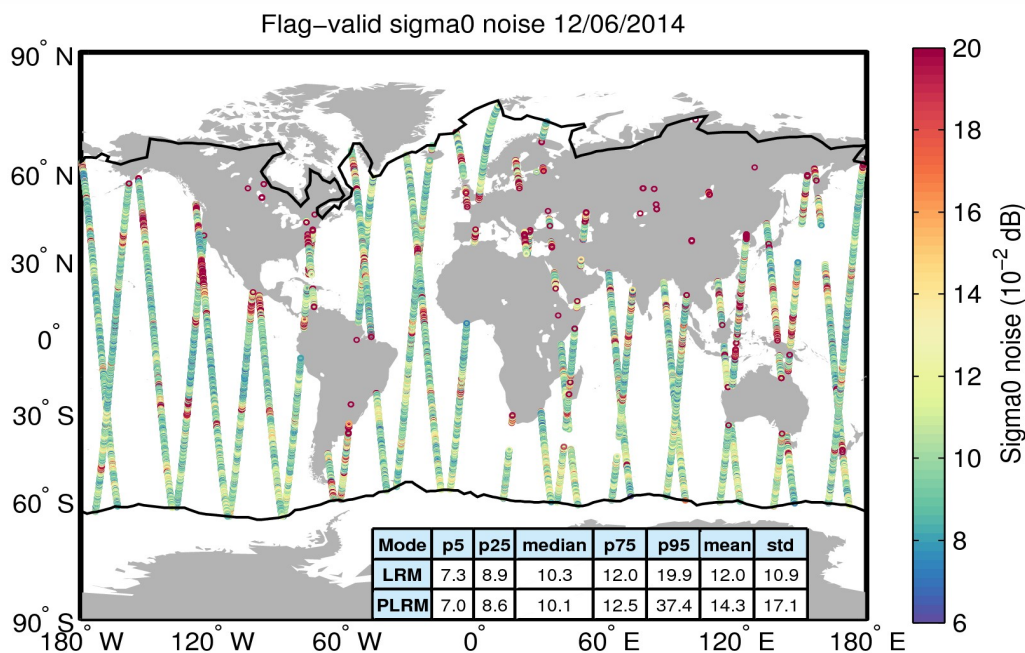 Flag−valid sigma0 noise 12/06/2014
90° N
60° N
30° N
0°
30° S
60° S
90° S
180° W
120° W
60° W
0°
60° E
120° E
180° E
Mode p5 p25 median p75 p95 mean std
LRM 7.3 8.9 10.3 12.0 19.9 12.0 10.9
PLRM 7.0 8.6 10.1 12.5 37.4 14.3 17.1
20
18
16
14
12
10
8
6
Sigma0 noise (10⁻² dB)